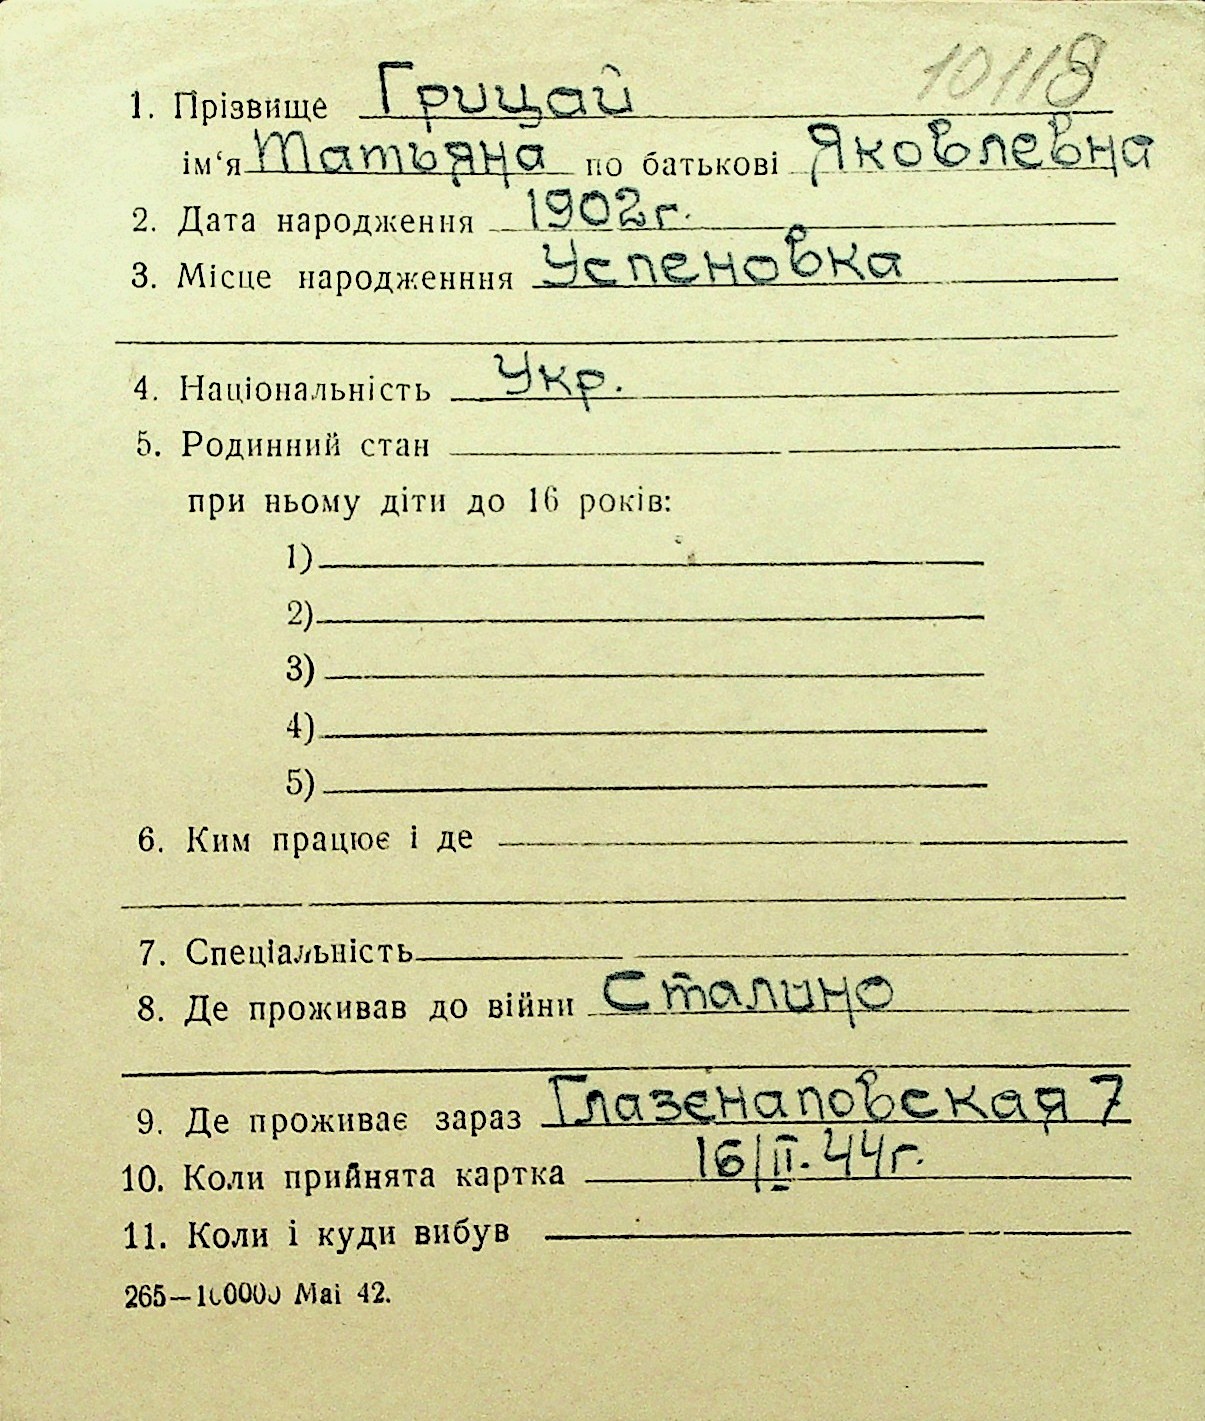 10118
1. Прізвище Грицай
ім‘я Татьяна по батькові Яковлевна
2. Дата народження 1902 г.
3. Місце народженння Успеновка
4. Національність Укр.
5. Родинний стан
при ньому діти до 16 років:
1)
2)
3)
4)
5)
6. Ким працює і де
7. Спеціальність
8. Де проживав до війни Сталино
9. Де проживає зараз Глазенаповская 7
10. Коли прийнята картка 16/II. 44 г.
11. Коли і куди вибув
265—100000 Mai 42.